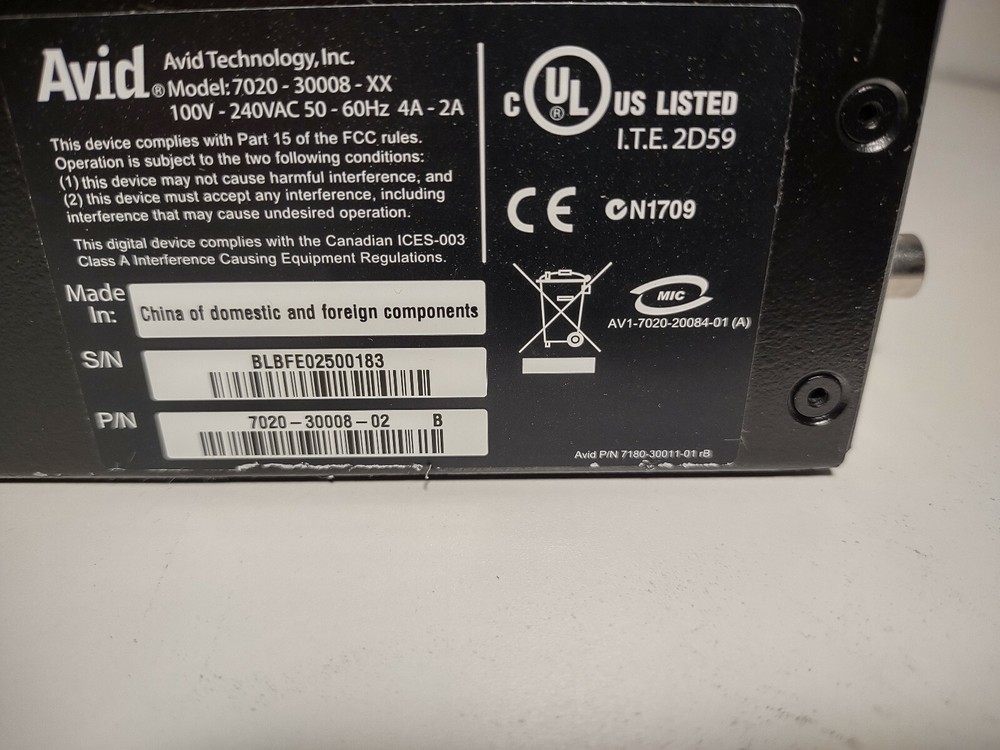 Avid® Avid Technology, Inc.
Model: 7020 - 30008 - XX
100V - 240VAC 50 - 60Hz 4A - 2A
This device complies with Part 15 of the FCC rules.
Operation is subject to the two following conditions:
(1) this device may not cause harmful interference, and
(2) this device must accept any interference, including
interference that may cause undesired operation.
This digital device complies with the Canadian ICES-003
Class A Interference Causing Equipment Regulations.
Made
In: China of domestic and foreign components
S/N BLBFE02500183
P/N 7020-30008-02 B
C UL® US LISTED
I.T.E. 2D59
CE N1709
MIC
AV1-7020-20084-01 (A)
Avid P/N 7180-30011-01 rB